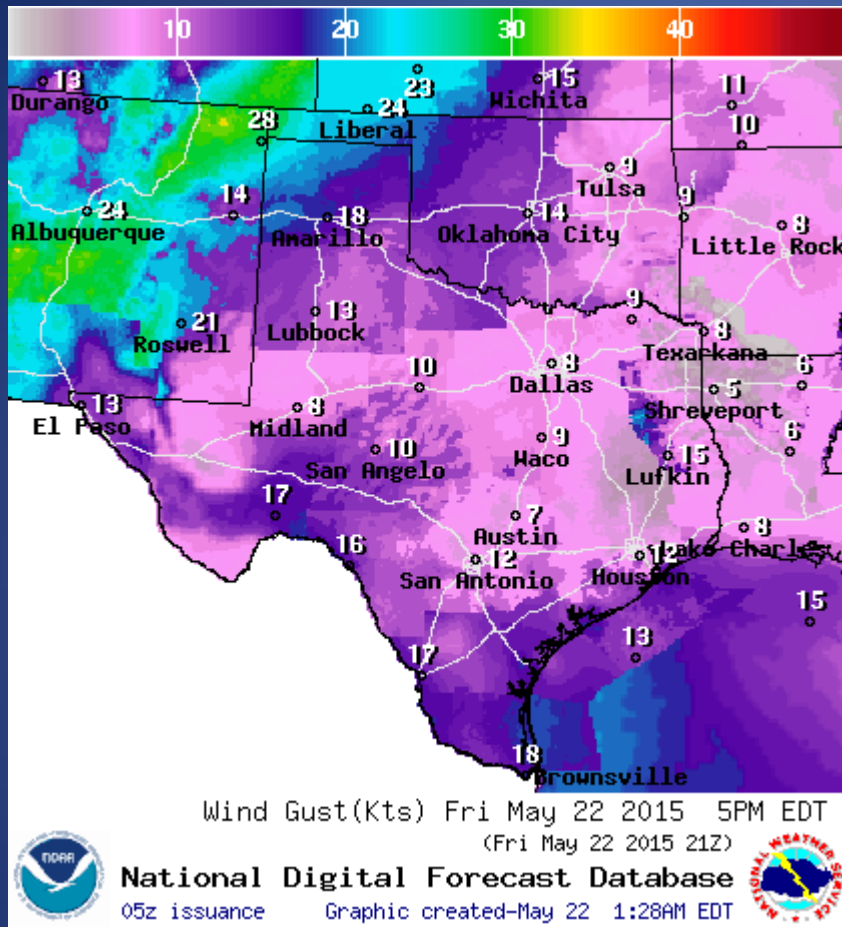 10 20 30 40
13 23 15 11
Durango 24 Wichita
28 Liberal 10
9
Tulsa
24 14 18 14 9 8
Albuquerque Amarillo Oklahoma City Little Rock
21 13 9 8
Roswell Lubbock Texarkana
13 8 10 8 5 6
El Paso Midland Dallas Shreveport
10 9 15 6
San Angelo Waco Lufkin
17 7 8
Austin
16 12 12 Lake Charles
San Antonio Houston
15
17 13
18
Brownsville
Wind Gust(Kts) Fri May 22 2015 5PM EDT
(Fri May 22 2015 21Z)
NOAA
National Digital Forecast Database
05z issuance Graphic created-May 22 1:28AM EDT
NATIONAL WEATHER SERVICE